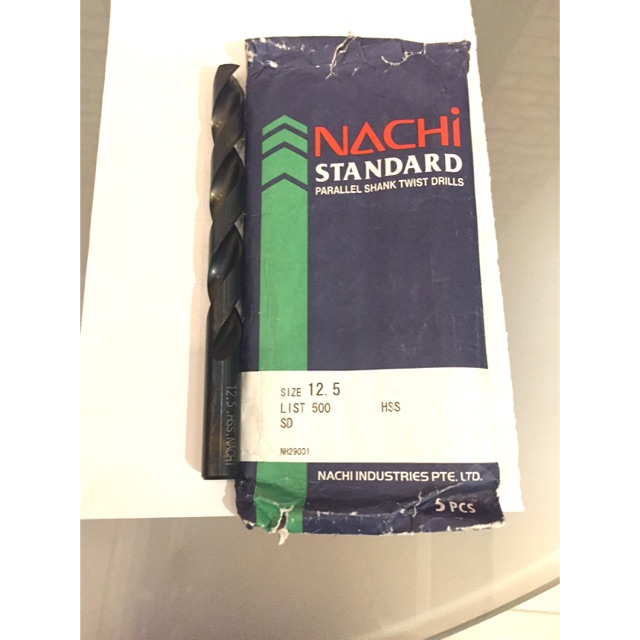 NACHi
STANDARD
PARALLEL SHANK TWIST DRILLS
SIZE 12.5
LIST 500 HSS
SD
NH29001
NACHI INDUSTRIES PTE. LTD.
5 PCS
12.5.HSS.NACHi